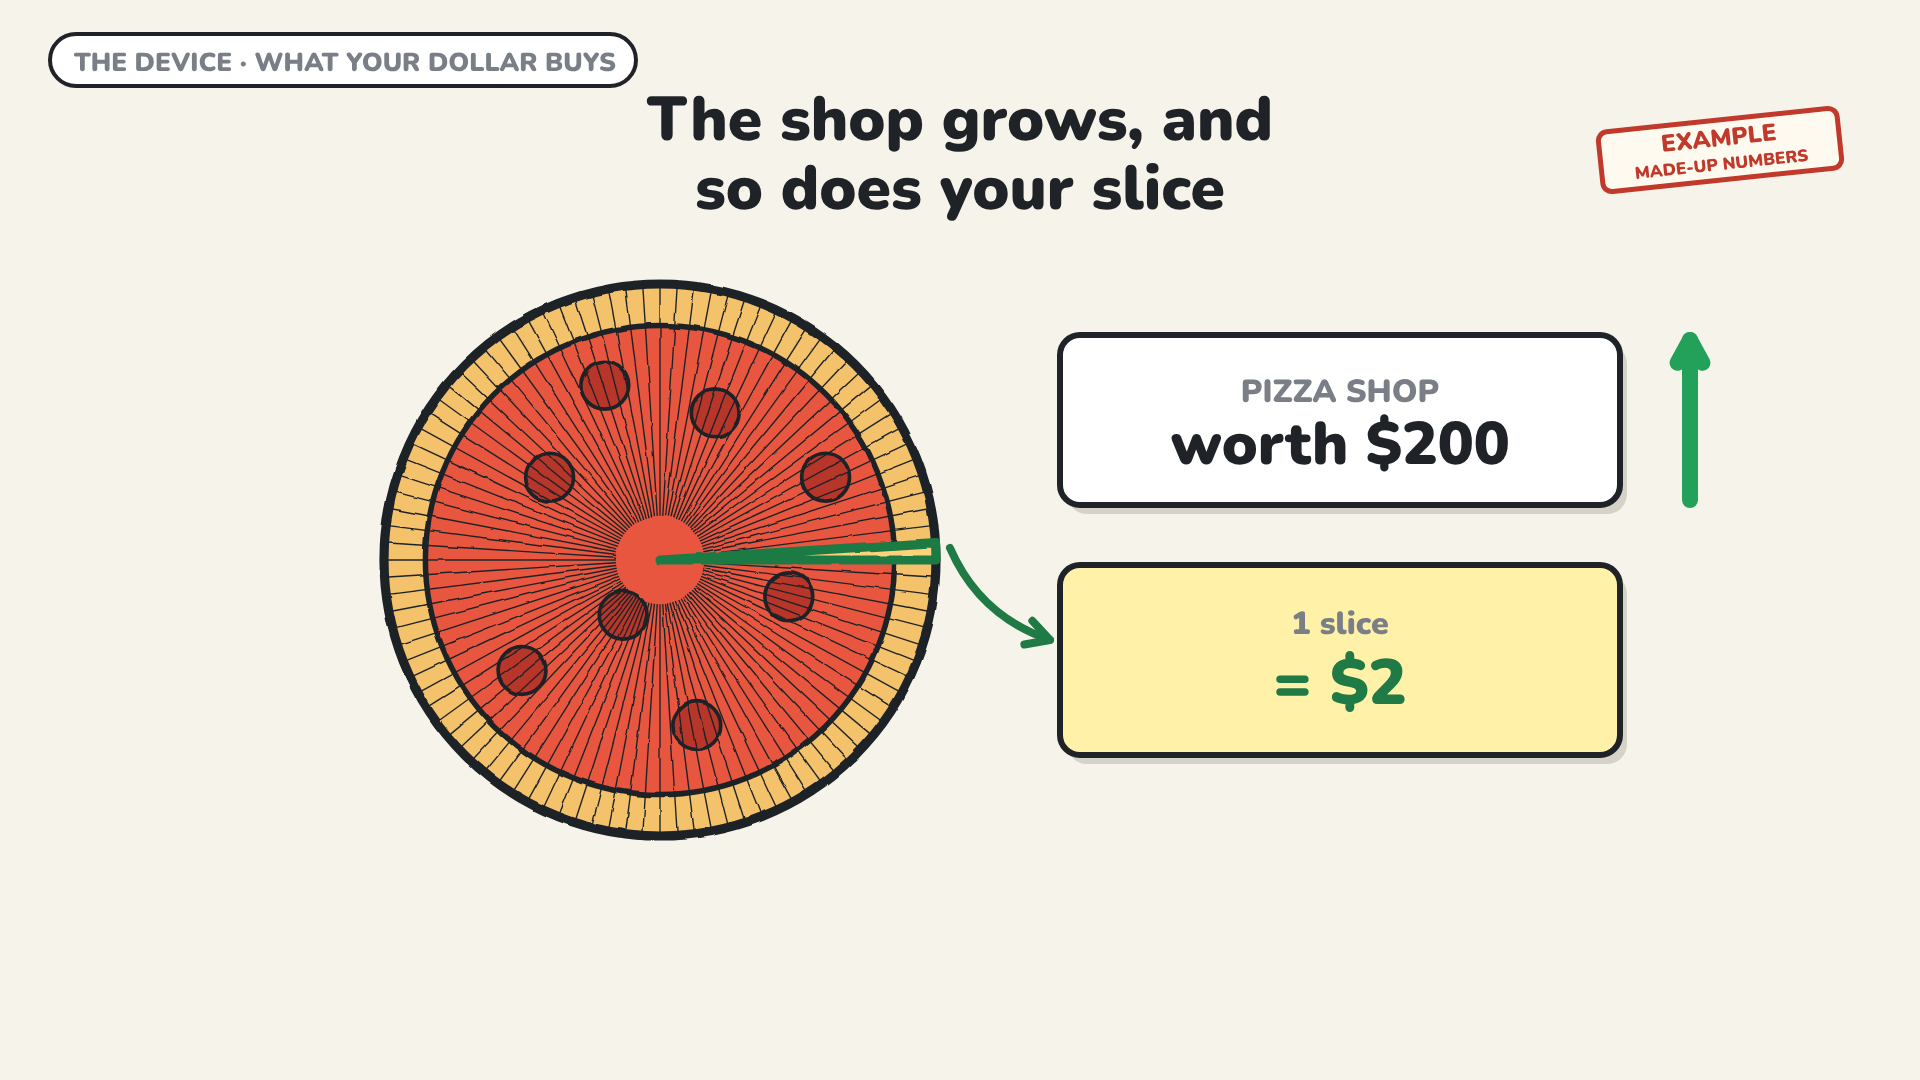 THE DEVICE · WHAT YOUR DOLLAR BUYS
The shop grows, and
so does your slice
EXAMPLE
MADE-UP NUMBERS
PIZZA SHOP
worth $200
1 slice
= $2